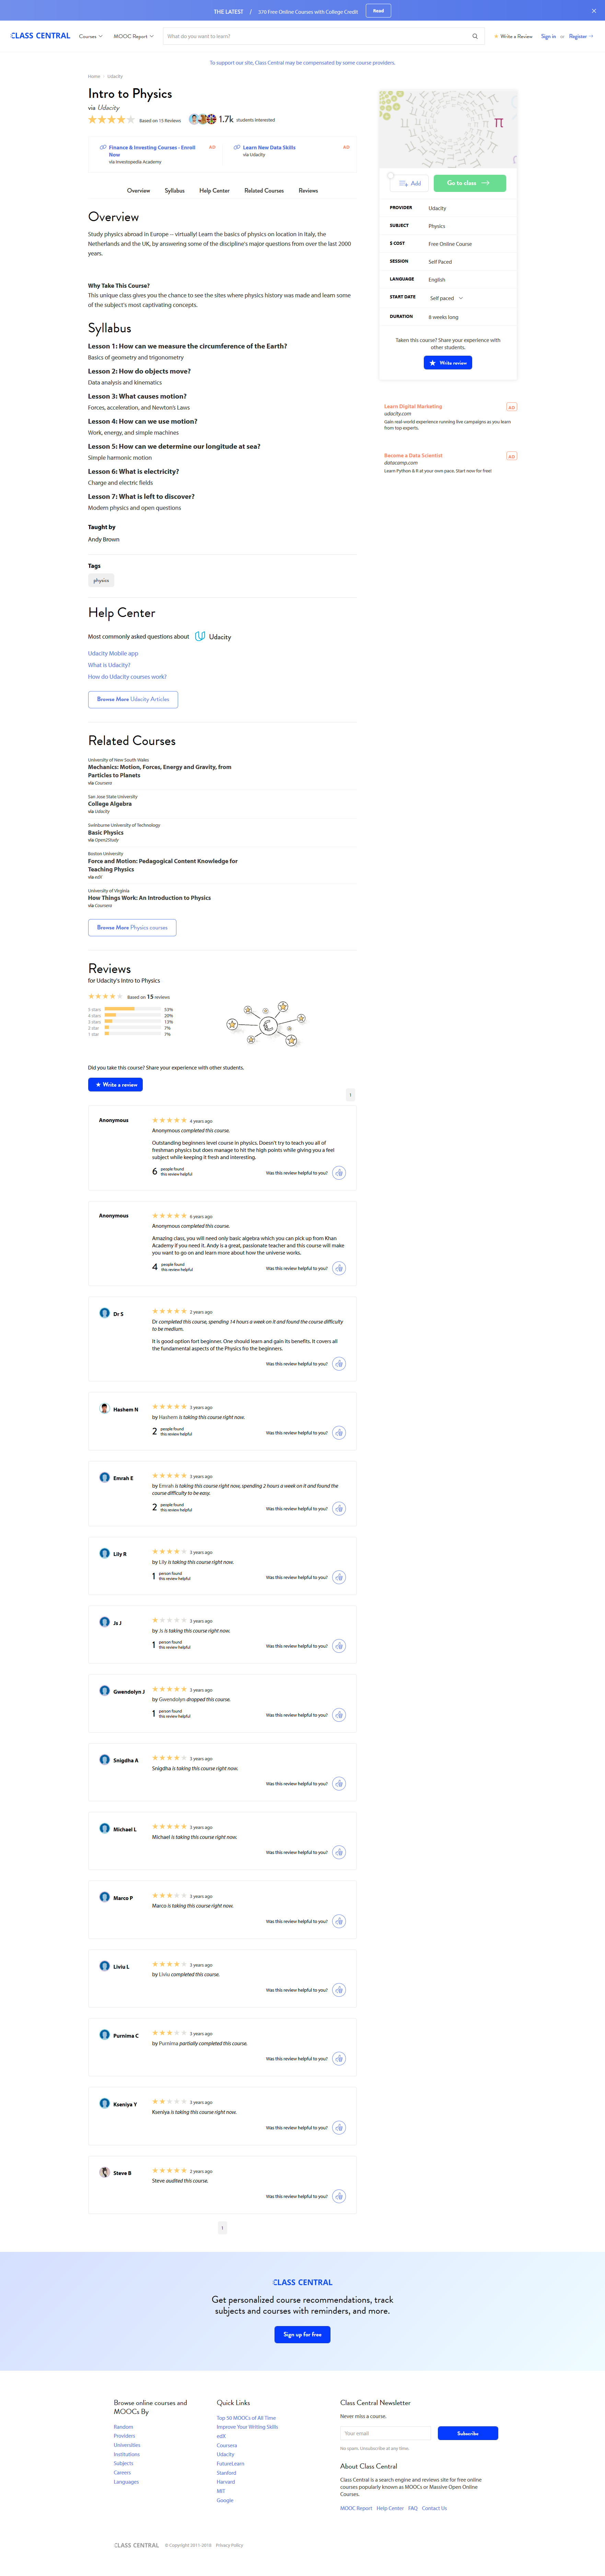 THE LATEST / 370 Free Online Courses with College Credit Read
CLASS CENTRAL Courses MOOC Report What do you want to learn? Write a Review Sign in or Register
To support our site, Class Central may be compensated by some course providers.
Home Udacity
Intro to Physics
via Udacity
Based on 15 Reviews 1.7k students interested
Finance & Investing Courses - Enroll
Now
via Investopedia Academy
AD
Learn New Data Skills
via Udacity
AD
Overview Syllabus Help Center Related Courses Reviews
Overview
Study physics abroad in Europe -- virtually! Learn the basics of physics on location in Italy, the
Netherlands and the UK, by answering some of the discipline's major questions from over the last 2000
years.
Why Take This Course?
This unique class gives you the chance to see the sites where physics history was made and learn some
of the subject's most captivating concepts.
Syllabus
Lesson 1: How can we measure the circumference of the Earth?
Basics of geometry and trigonometry
Lesson 2: How do objects move?
Data analysis and kinematics
Lesson 3: What causes motion?
Forces, acceleration, and Newton's Laws
Lesson 4: How can we use motion?
Work, energy, and simple machines
Lesson 5: How can we determine our longitude at sea?
Simple harmonic motion
Lesson 6: What is electricity?
Charge and electric fields
Lesson 7: What is left to discover?
Modern physics and open questions
Taught by
Andy Brown
Tags
physics
Add Go to class
PROVIDER Udacity
SUBJECT Physics
$ COST Free Online Course
SESSION Self Paced
LANGUAGE English
START DATE Self paced
DURATION 8 weeks long
Taken this course? Share your experience with
other students.
Write review
Learn Digital Marketing AD
udacity.com
Gain real world experience running live campaigns as you learn
from top experts.
Become a Data Scientist AD
datacamp.com
Learn Python & R at your own pace. Start now for free!
Help Center
Most commonly asked questions about Udacity
Udacity Mobile app
What is Udacity?
How do Udacity courses work?
Browse More Udacity Articles
Related Courses
University of New South Wales
Mechanics: Motion, Forces, Energy and Gravity, from
Particles to Planets
via Coursera
San Jose State University
College Algebra
via Udacity
Swinburne University of Technology
Basic Physics
via Open2Study
Boston University
Force and Motion: Pedagogical Content Knowledge for
Teaching Physics
via edX
University of Virginia
How Things Work: An Introduction to Physics
via Coursera
Browse More Physics courses
Reviews
for Udacity's Intro to Physics
Based on 15 reviews
5 stars 53%
4 stars 20%
3 stars 13%
2 star 7%
1 star 7%
Did you take this course? Share your experience with other students.
Write a review
1
Anonymous
4 years ago
Anonymous completed this course.
Outstanding beginners level course in physics. Doesn't try to teach you all of
freshman physics but does manage to hit the high points while giving you a feel
subject while keeping it fresh and interesting.
6 people found
this review helpful
Was this review helpful to you?
Anonymous
6 years ago
Anonymous completed this course.
Amazing class, you will need only basic algebra which you can pick up from Khan
Academy if you need it. Andy is a great, passionate teacher and this course will make
you want to go on and learn more about how the universe works.
4 people found
this review helpful
Was this review helpful to you?
Dr S
2 years ago
Dr completed this course, spending 14 hours a week on it and found the course difficulty
to be medium.
It is good option fort beginner. One should learn and gain its benefits. It covers all
the fundamental aspects of the Physics fro the beginners.
Was this review helpful to you?
Hashem N
3 years ago
by Hashem is taking this course right now.
2 people found
this review helpful
Was this review helpful to you?
Emrah E
3 years ago
by Emrah is taking this course right now, spending 2 hours a week on it and found the
course difficulty to be easy.
2 people found
this review helpful
Was this review helpful to you?
Lily R
3 years ago
by Lily is taking this course right now.
1 person found
this review helpful
Was this review helpful to you?
Js J
3 years ago
by Js is taking this course right now.
1 person found
this review helpful
Was this review helpful to you?
Gwendolyn J
3 years ago
by Gwendolyn dropped this course.
1 person found
this review helpful
Was this review helpful to you?
Snigdha A
3 years ago
Snigdha is taking this course right now.
Was this review helpful to you?
Michael L
3 years ago
Michael is taking this course right now.
Was this review helpful to you?
Marco P
3 years ago
Marco is taking this course right now.
Was this review helpful to you?
Liviu L
3 years ago
by Liviu completed this course.
Was this review helpful to you?
Purnima C
3 years ago
by Purnima partially completed this course.
Was this review helpful to you?
Kseniya Y
3 years ago
Kseniya is taking this course right now.
Was this review helpful to you?
Steve B
2 years ago
Steve audited this course.
Was this review helpful to you?
1
CLASS CENTRAL
Get personalized course recommendations, track
subjects and courses with reminders, and more.
Sign up for free
Browse online courses and
MOOCs By
Random
Providers
Universities
Institutions
Subjects
Careers
Languages
Quick Links
Top 50 MOOCs of All Time
Improve Your Writing Skills
edX
Coursera
Udacity
FutureLearn
Stanford
Harvard
MIT
Google
Class Central Newsletter
Never miss a course.
Your email Subscribe
No spam. Unsubscribe at any time.
About Class Central
Class Central is a search engine and reviews site for free online
courses popularly known as MOOCs or Massive Open Online
Courses.
MOOC Report Help Center FAQ Contact Us
CLASS CENTRAL © Copyright 2011-2018 Privacy Policy